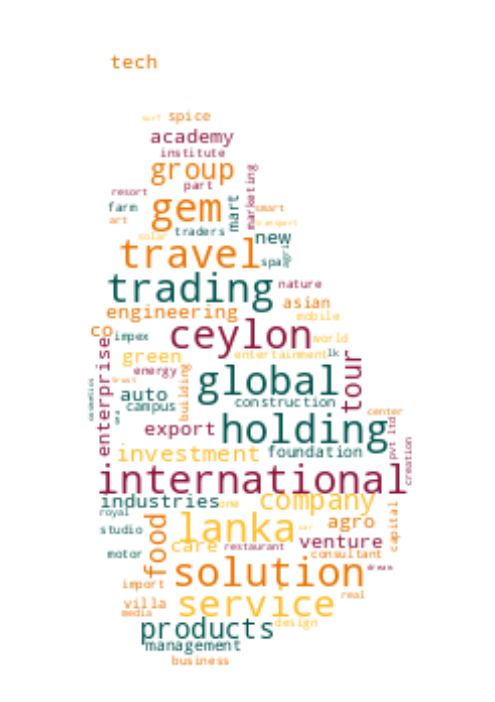 tech
surf spice
academy
institute
group
part
resort
marketing
farm
gem
mart
smart
art
transport
traders
solar
new
travel
spa
agri
trading
nature
asian
engineering
mobile
co
ceylon
impex
world
green
entertainment
lk
tour
enterprise
energy
trust
global
building
cosmetics
auto
campus
construction
center
export
holding
pvt ltd
investment
foundation
creation
international
industries
one
company
royal
capital
food
lanka
agro
studio
car
venture
care
restaurant
motor
consultant
solution
dream
import
real
villa
service
media
products
design
management
business